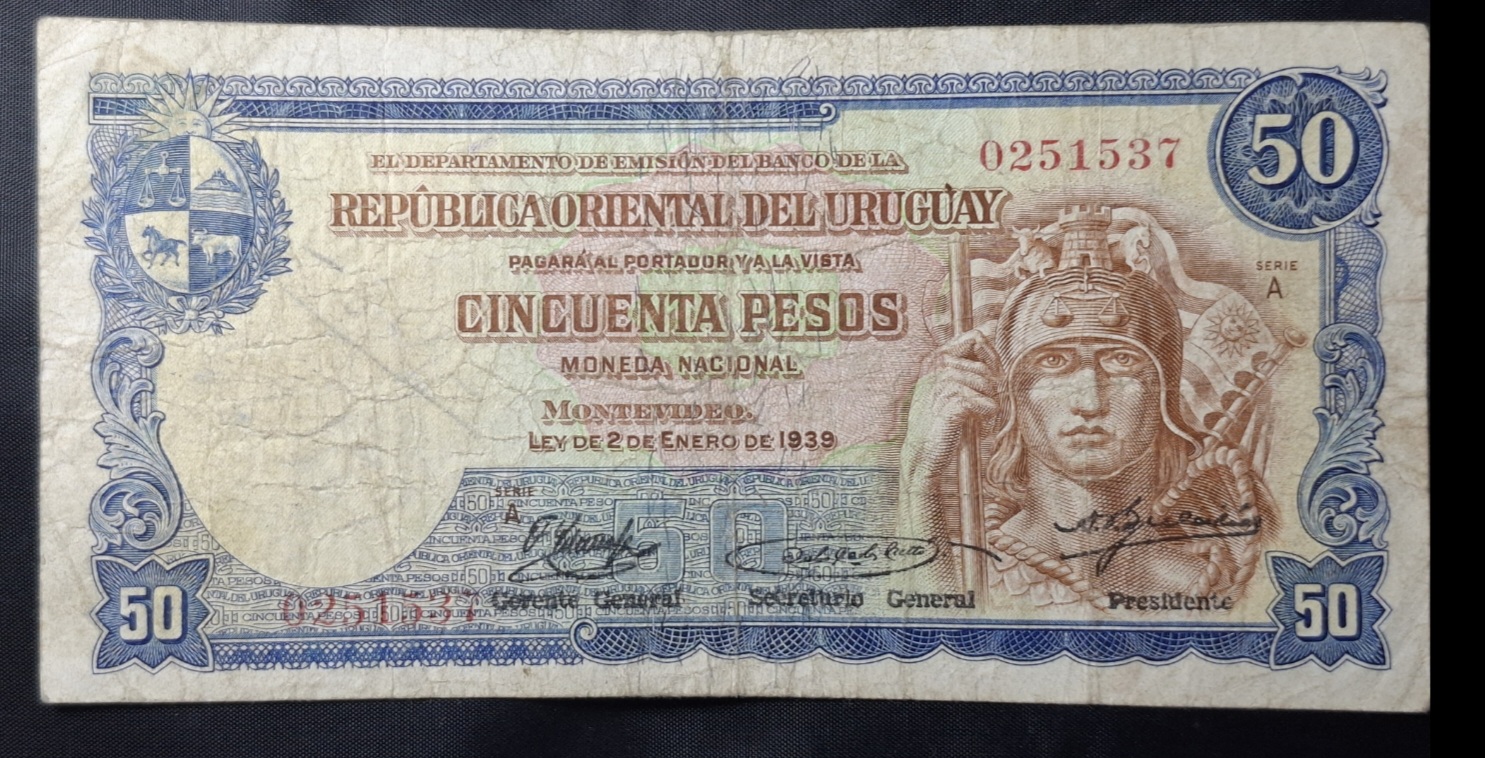 EL DEPARTAMENTO DE EMISIÓN DEL BANCO DE LA
0251537
50
REPÚBLICA ORIENTAL DEL URUGUAY
PAGARÁ AL PORTADOR Y A LA VISTA
SERIE
A
CINCUENTA PESOS
MONEDA NACIONAL
MONTEVIDEO.
LEY DE 2 DE ENERO DE 1939
SERIE
A
50
0251537
Gerente General
Secretario General
Presidente
50
50